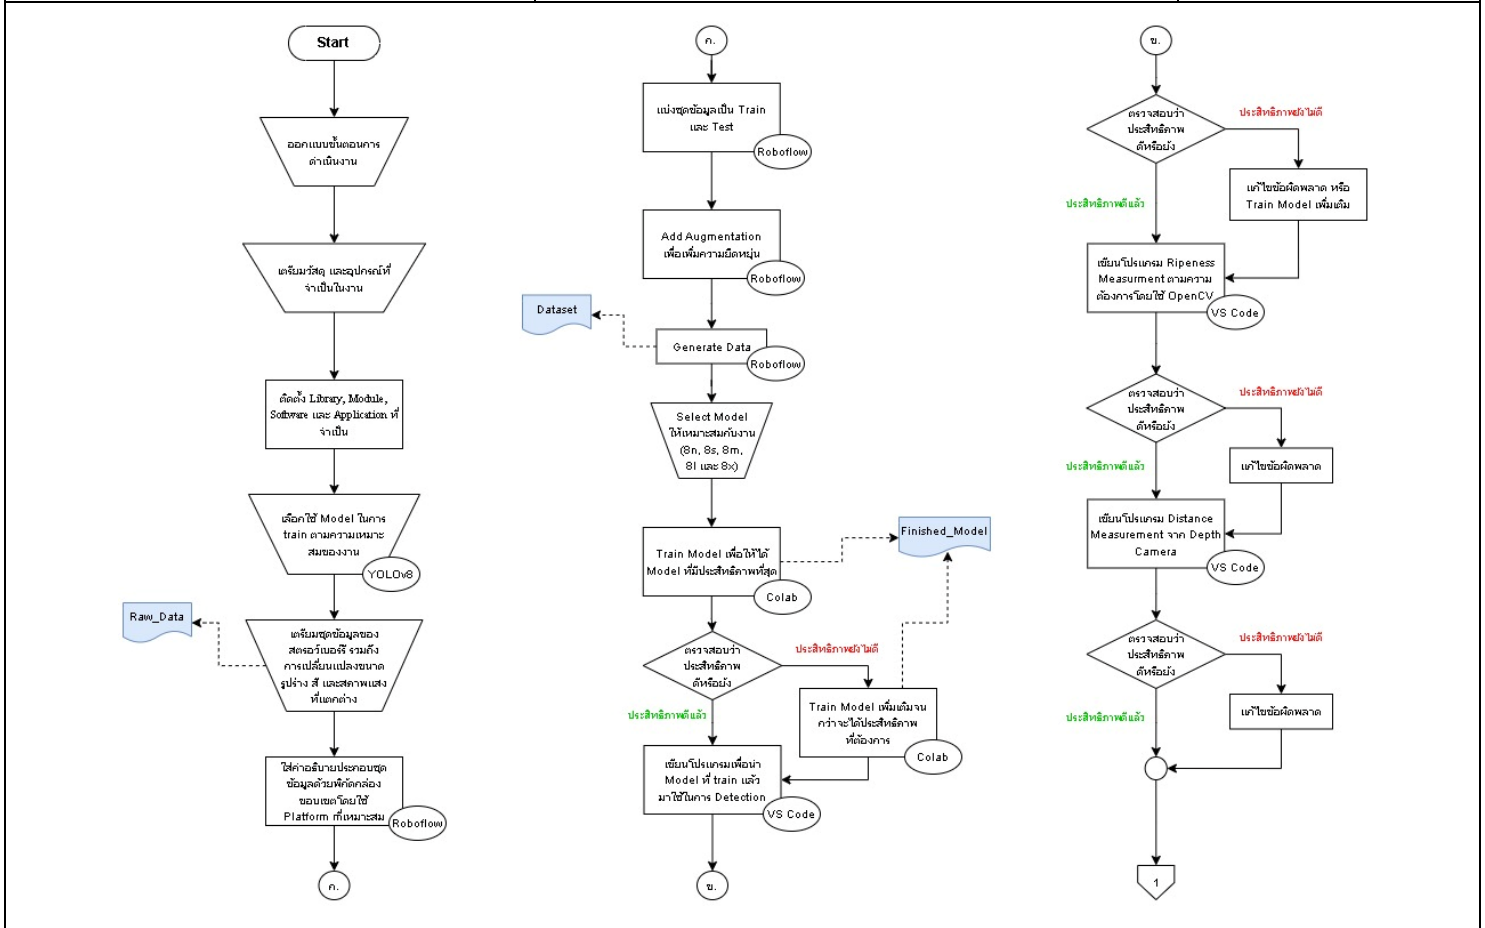 Start
ออกแบบขั้นตอนการ
ดำเนินงาน
เตรียมวัสดุ และอุปกรณ์ที่
จำเป็นในงาน
ติดตั้ง Library, Module,
Software และ Application ที่
จำเป็น
เลือกใช้ Model ในการ
train ตามความเหมาะ
สมของงาน
YOLOv8
Raw_Data
เตรียมชุดข้อมูลของ
สตรอว์เบอร์รี รวมถึง
การเปลี่ยนแปลงขนาด
รูปร่าง สี และสภาพแสง
ที่แตกต่าง
ใส่คำอธิบายประกอบชุด
ข้อมูลด้วยพิกัดกล่อง
ขอบเขตโดยใช้
Platform ที่เหมาะสม
Roboflow
ก.
ก.
แบ่งชุดข้อมูลเป็น Train
และ Test
Roboflow
Add Augmentation
เพื่อเพิ่มความยืดหยุ่น
Roboflow
Dataset
Generate Data
Roboflow
Select Model
ให้เหมาะสมกับงาน
(8n, 8s, 8m,
8l และ 8x)
Finished_Model
Train Model เพื่อให้ได้
Model ที่มีประสิทธิภาพที่สุด
Colab
ตรวจสอบว่า
ประสิทธิภาพ
ดีหรือยัง
ประสิทธิภาพยังไม่ดี
ประสิทธิภาพดีแล้ว
Train Model เพิ่มเติมจน
กว่าจะได้ประสิทธิภาพ
ที่ต้องการ
Colab
เขียนโปรแกรมเพื่อนำ
Model ที่ train แล้ว
มาใช้ในการ Detection
VS Code
ข.
ข.
ตรวจสอบว่า
ประสิทธิภาพ
ดีหรือยัง
ประสิทธิภาพยังไม่ดี
แก้ไขข้อผิดพลาด หรือ
Train Model เพิ่มเติม
ประสิทธิภาพดีแล้ว
เขียนโปรแกรม Ripeness
Measurment ตามความ
ต้องการโดยใช้ OpenCV
VS Code
ตรวจสอบว่า
ประสิทธิภาพ
ดีหรือยัง
ประสิทธิภาพยังไม่ดี
แก้ไขข้อผิดพลาด
ประสิทธิภาพดีแล้ว
เขียนโปรแกรม Distance
Measurement จาก Depth
Camera
VS Code
ตรวจสอบว่า
ประสิทธิภาพ
ดีหรือยัง
ประสิทธิภาพยังไม่ดี
แก้ไขข้อผิดพลาด
ประสิทธิภาพดีแล้ว
1